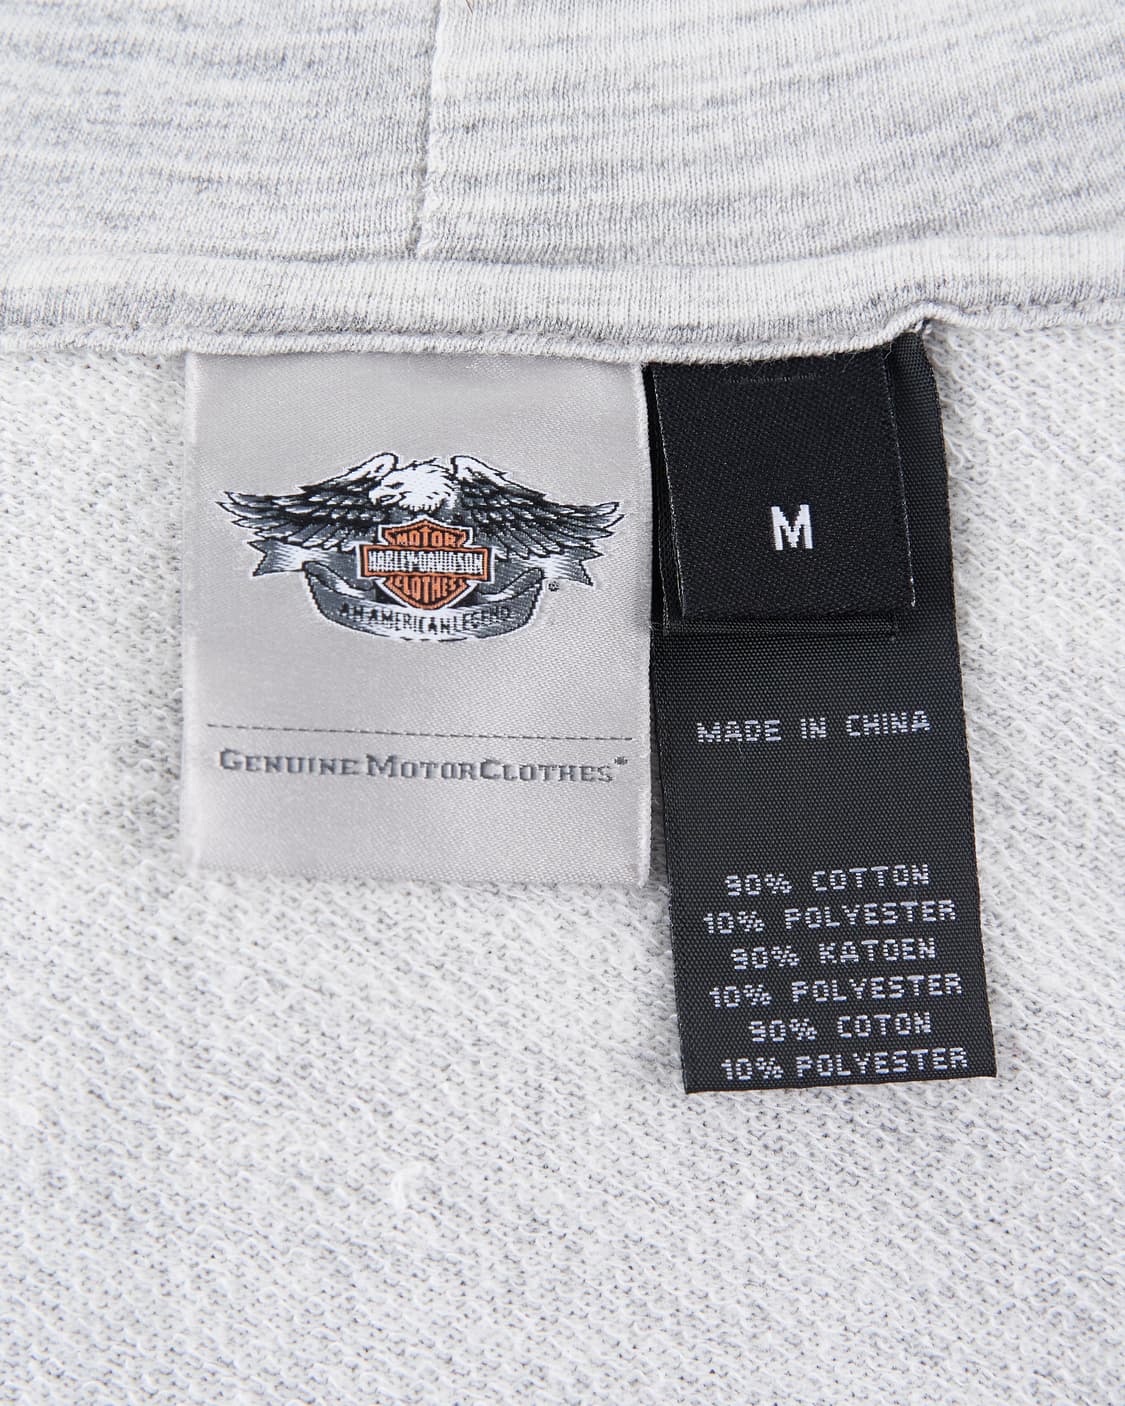 MOTOR
HARLEY-DAVIDSON
CLOTHES
AN AMERICAN LEGEND
®
GENUINE MOTORCLOTHES®
M
MADE IN CHINA
90% COTTON
10% POLYESTER
90% KATOEN
10% POLYESTER
90% COTON
10% POLYESTER